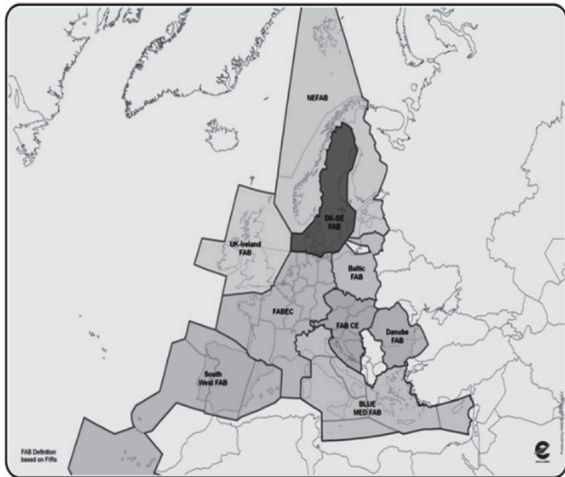 NEFAB
DK-SE
FAB
UK-Ireland
FAB
Baltic
FAB
FABEC
FAB CE
Danube
FAB
South
West FAB
BLUE
MED FAB
FAB Definition
based on FIRs